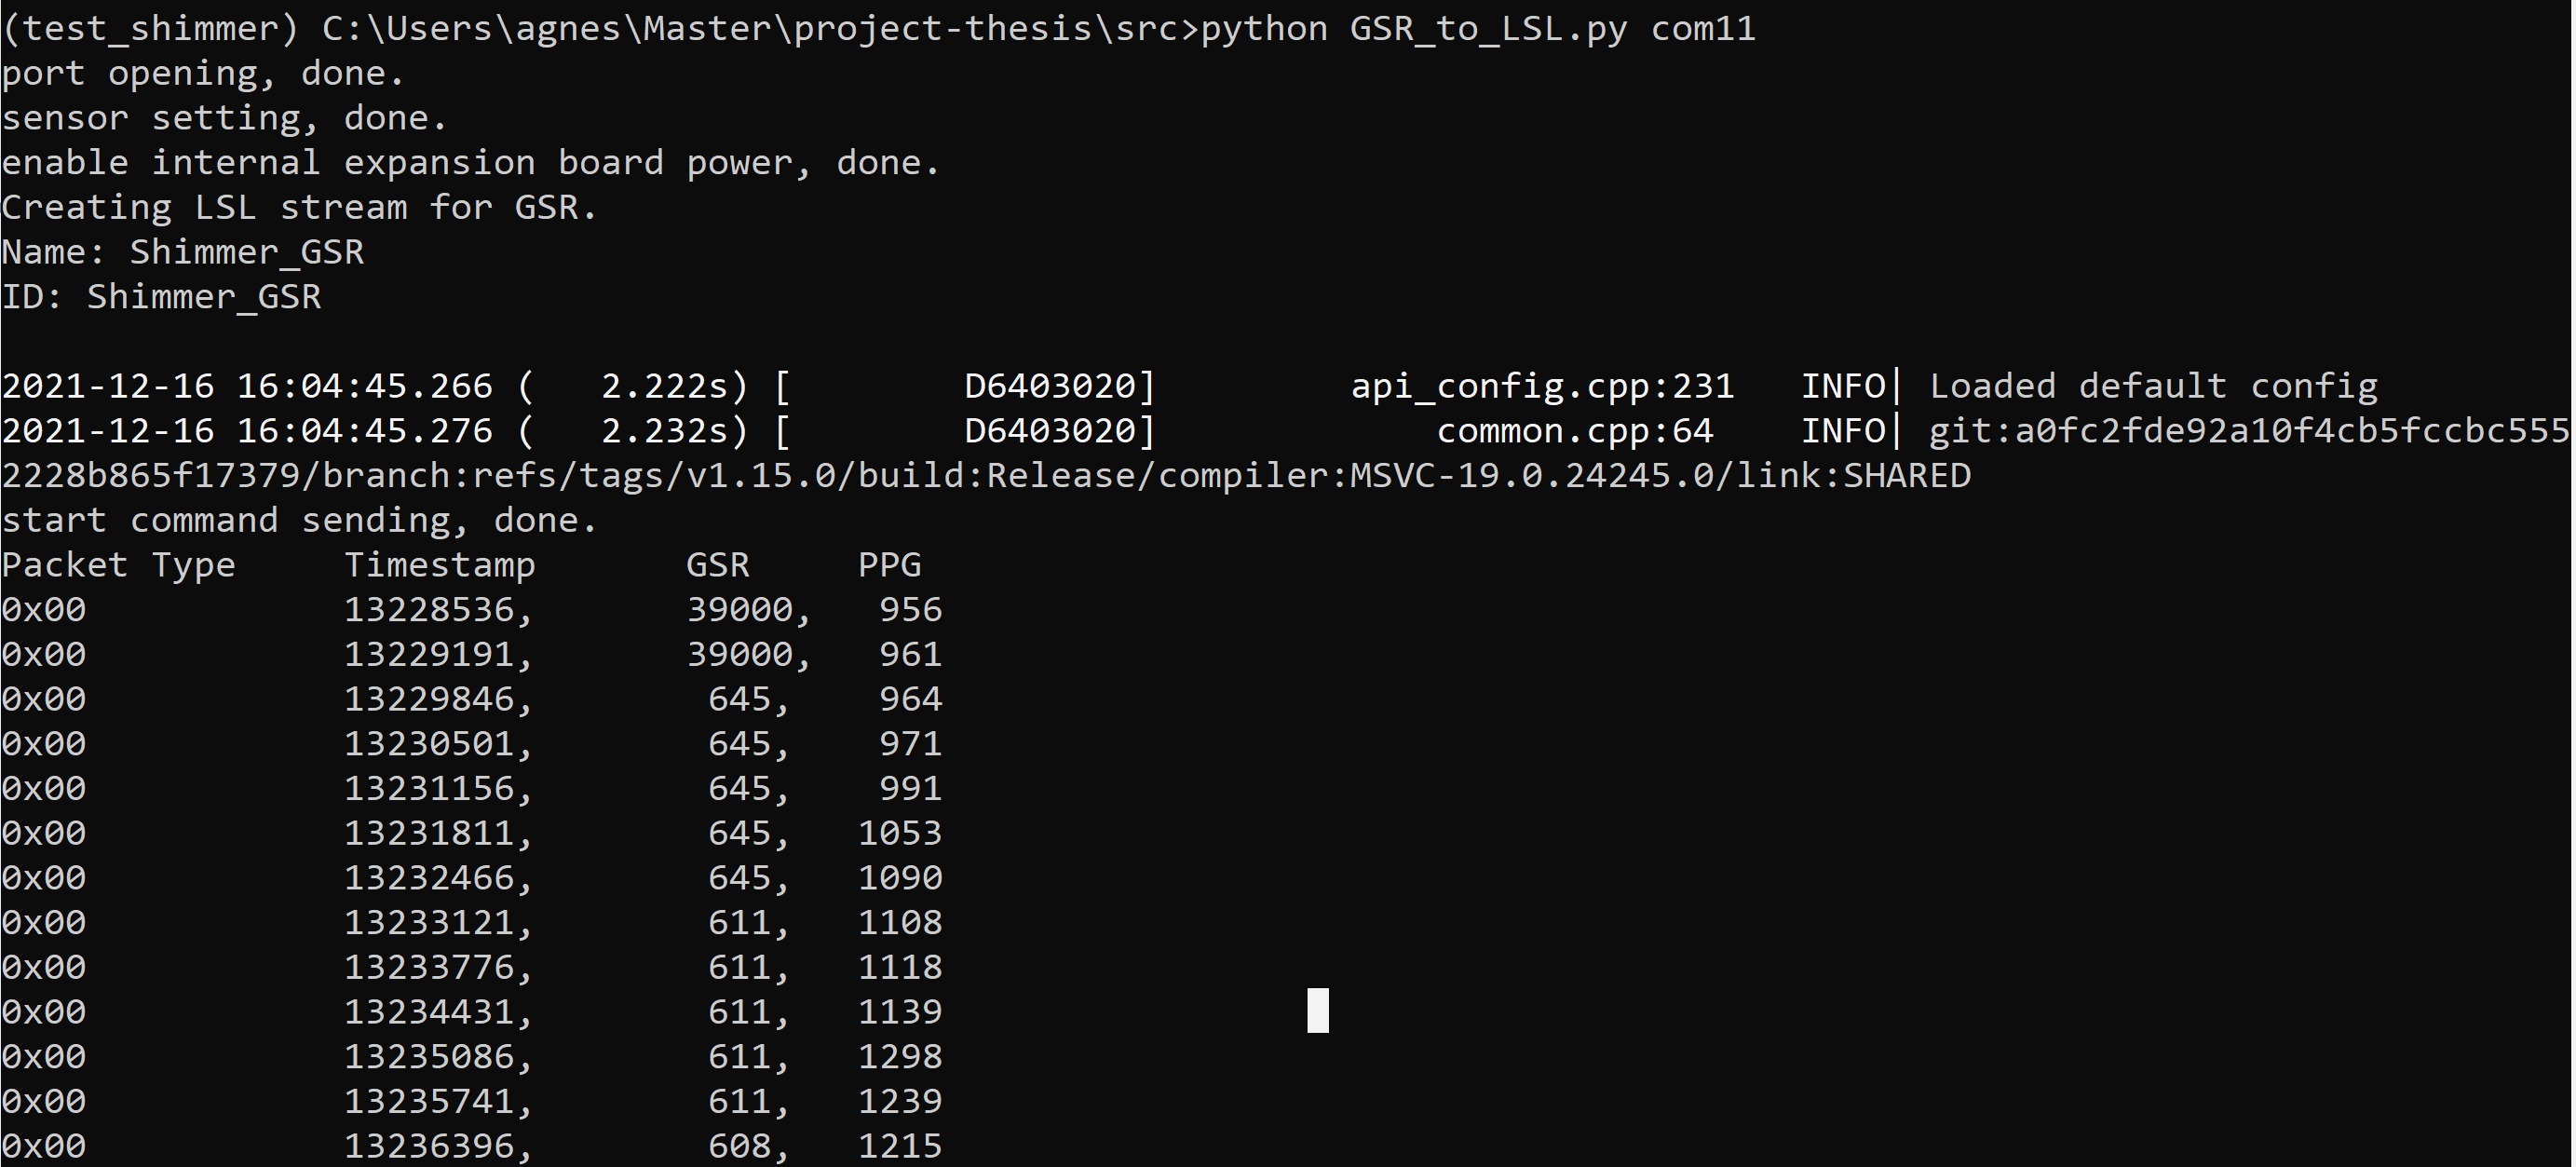 (test_shimmer) C:\Users\agnes\Master\project-thesis\src>python GSR_to_LSL.py com11
port opening, done.
sensor setting, done.
enable internal expansion board power, done.
Creating LSL stream for GSR.
Name: Shimmer_GSR
ID: Shimmer_GSR
2021-12-16 16:04:45.266 (   2.222s) [        D6403020]         api_config.cpp:231   INFO| Loaded default config
2021-12-16 16:04:45.276 (   2.232s) [        D6403020]             common.cpp:64    INFO| git:a0fc2fde92a10f4cb5fccbc555
2228b865f17379/branch:refs/tags/v1.15.0/build:Release/compiler:MSVC-19.0.24245.0/link:SHARED
start command sending, done.
Packet Type     Timestamp       GSR     PPG
0x00            13228536,       39000,   956
0x00            13229191,       39000,   961
0x00            13229846,        645,    964
0x00            13230501,        645,    971
0x00            13231156,        645,    991
0x00            13231811,        645,   1053
0x00            13232466,        645,   1090
0x00            13233121,        611,   1108
0x00            13233776,        611,   1118
0x00            13234431,        611,   1139
0x00            13235086,        611,   1298
0x00            13235741,        611,   1239
0x00            13236396,        608,   1215